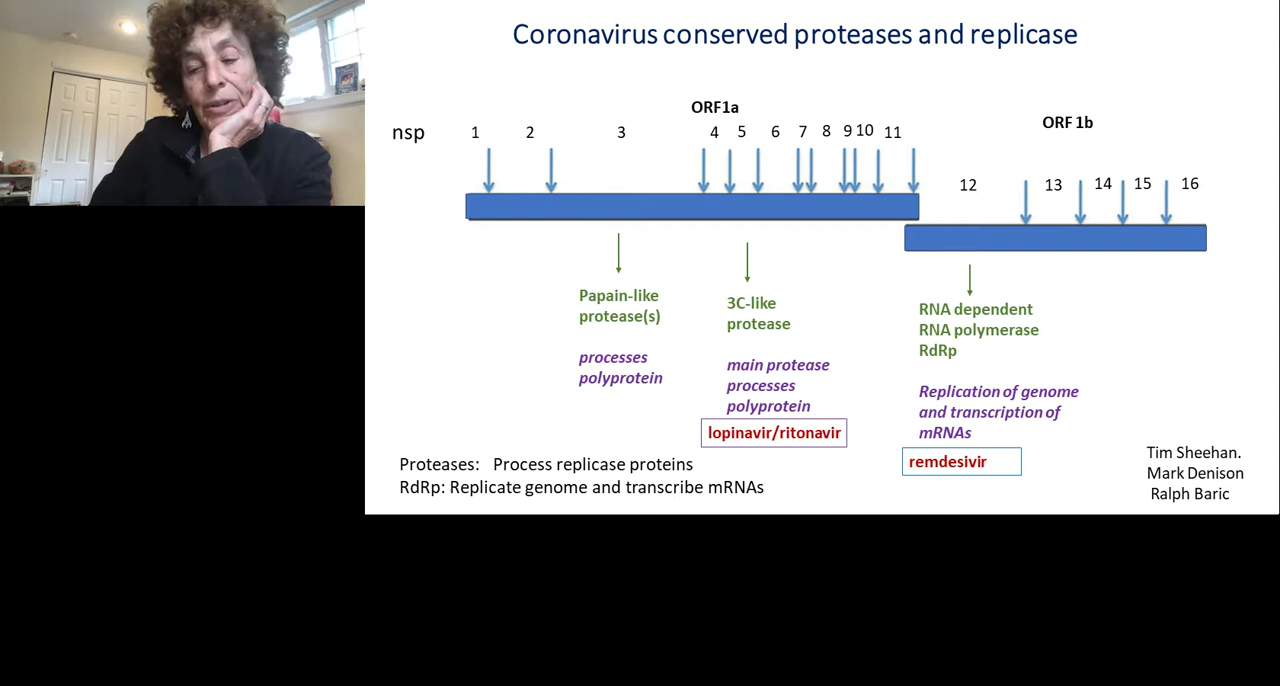 Coronavirus conserved proteases and replicase
ORF1a
ORF 1b
nsp 1 2 3 4 5 6 7 8 9 10 11
12 13 14 15 16
Papain-like
protease(s)
processes
polyprotein
3C-like
protease
main protease
processes
polyprotein
lopinavir/ritonavir
RNA dependent
RNA polymerase
RdRp
Replication of genome
and transcription of
mRNAs
remdesivir
Proteases: Process replicase proteins
RdRp: Replicate genome and transcribe mRNAs
Tim Sheehan.
Mark Denison
Ralph Baric